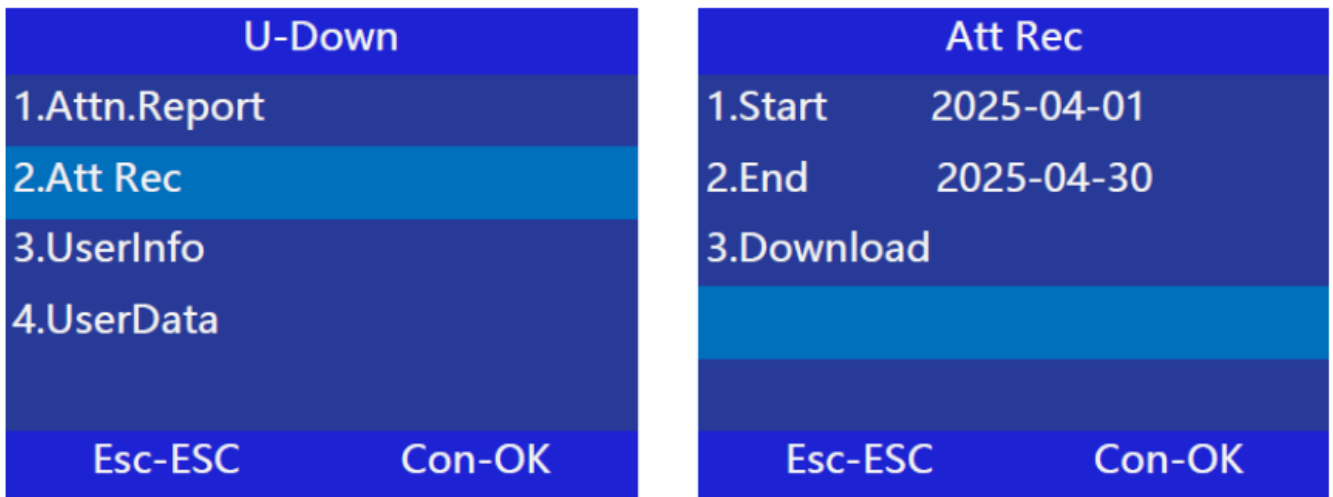 U-Down
1.Attn.Report
2.Att Rec
3.UserInfo
4.UserData
Esc-ESC Con-OK
Att Rec
1.Start 2025-04-01
2.End 2025-04-30
3.Download
Esc-ESC Con-OK